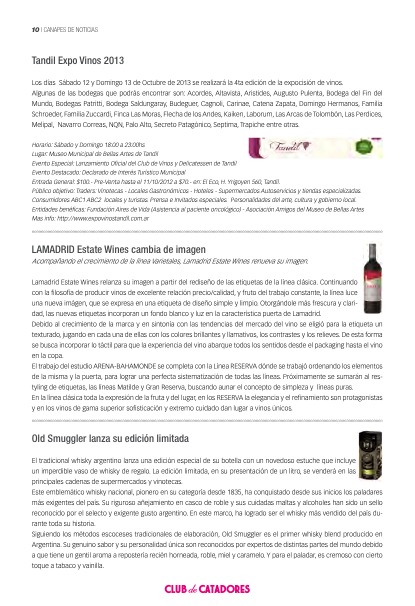 10 | CANAPES DE NOTICIAS
Tandil Expo Vinos 2013
Los días Sábado 12 y Domingo 13 de Octubre de 2013 se realizará la 4ta edición de la expocisión de vinos.
Algunas de las bodegas que podrás encontrar son: Acordes, Altavista, Aristides, Augusto Pulenta, Bodega del Fin del
Mundo, Bodegas Patritti, Bodega Saldungaray, Budeguer, Cagnoli, Carinae, Catena Zapata, Domingo Hermanos, Familia
Schroeder, Familia Zuccardi, Finca Las Moras, Flecha de los Andes, Kaiken, Laborum, Las Arcas de Tolombón, Las Perdices,
Melipal, Navarro Correas, NQN, Palo Alto, Secreto Patagónico, Septima, Trapiche entre otras.
Horario: Sábado y Domingo 18:00 a 23:00hs
Lugar: Museo Municipal de Bellas Artes de Tandil
Evento Especial: Lanzamiento Oficial del Club de Vinos y Delicatessen de Tandil
Evento Destacado: Declarado de Interés Turístico Municipal
Entrada General: $100 - Pre-Venta hasta el 11/10/2012 a $70 - en: El Eco, H. Yrigoyen 560, Tandil.
Público objetivo: Traders: Vinotecas - Locales Gastronómicos - Hoteles - Supermercados Autoservicios y tiendas especializadas.
Consumidores ABC1 ABC2 locales y turistas. Prensa e Invitados especiales. Personalidades del arte, cultura y gobierno local.
Entidades benéficas: Fundación Aires de Vida (Asistencia al paciente oncológico) - Asociación Amigos del Museo de Bellas Artes
Mas info: http://www.expovinostandil.com.ar
Tandil
LAMADRID Estate Wines cambia de imagen
Acompañando el crecimiento de la línea Varietales, Lamadrid Estate Wines renueva su imagen.
Lamadrid Estate Wines relanza su imagen a partir del rediseño de las etiquetas de la línea clásica. Continuando
con la filosofía de producir vinos de excelente relación precio/calidad, y fruto del trabajo constante, la línea luce
una nueva imágen, que se expresa en una etiqueta de diseño simple y limpio. Otorgándole más frescura y clari-
dad, las nuevas etiquetas incorporan un fondo blanco y luz en la característica puerta de Lamadrid.
Debido al crecimiento de la marca y en sintonía con las tendencias del mercado del vino se eligió para la etiqueta un
texturado, jugando en cada una de ellas con los colores brillantes y llamativos, los contrastes y los relieves. De esta forma
se busca incorporar lo táctil para que la experiencia del vino abarque todos los sentidos desde el packaging hasta el vino
en la copa.
El trabajo del estudio ARENA-BAHAMONDE se completa con la Línea RESERVA dónde se trabajó ordenando los elementos
de la misma y la puerta, para lograr una perfecta sistematización de todas las líneas. Próximamente se sumarán al res-
tyling de etiquetas, las líneas Matilde y Gran Reserva, buscando aunar el concepto de simpleza y líneas puras.
En la línea clásica toda la expresión de la fruta y del lugar, en los RESERVA la elegancia y el refinamiento son protagonistas
y en los vinos de gama superior sofisticación y extremo cuidado dan lugar a vinos únicos.
Old Smuggler lanza su edición limitada
El tradicional whisky argentino lanza una edición especial de su botella con un novedoso estuche que incluye
un imperdible vaso de whisky de regalo. La edición limitada, en su presentación de un litro, se venderá en las
principales cadenas de supermercados y vinotecas.
Este emblemático whisky nacional, pionero en su categoría desde 1835, ha conquistado desde sus inicios los paladares
más exigentes del país. Su riguroso añejamiento en casco de roble y sus cuidadas maltas y alcoholes han sido un sello
reconocido por el selecto y exigente gusto argentino. En este marco, ha logrado ser el whisky más vendido del país du-
rante toda su historia.
Siguiendo los métodos escoceses tradicionales de elaboración, Old Smuggler es el primer whisky blend producido en
Argentina. Su genuino sabor y su personalidad única son reconocidos por expertos de distintas partes del mundo debido
a que tiene un gentil aroma a repostería recién horneada, roble, miel y caramelo. Y para el paladar, es cremoso con cierto
toque a tabaco y vainilla.
CLUB de CATADORES